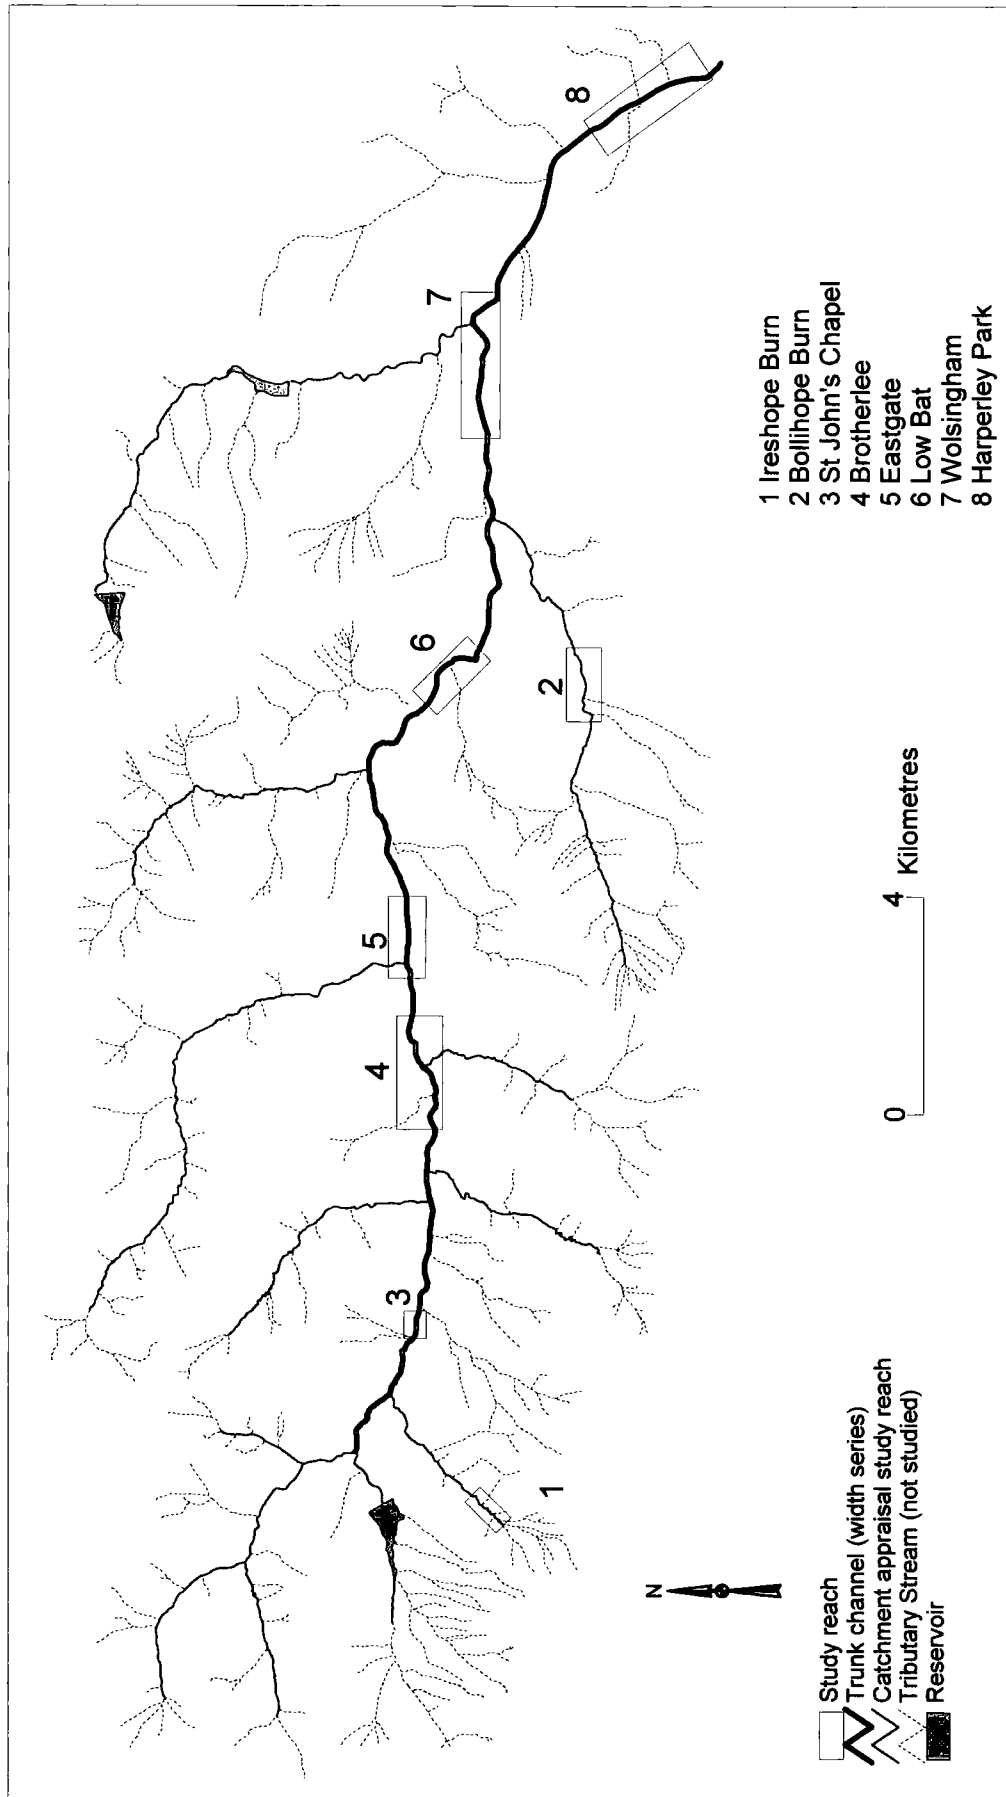 8
7
6
5
4
3
2
1
1 Ireshope Burn
2 Bollihope Burn
3 St John's Chapel
4 Brotherlee
5 Eastgate
6 Low Bat
7 Wolsingham
8 Harperley Park
N
0
4
Kilometres
Study reach
Trunk channel (width series)
Catchment appraisal study reach
Tributary Stream (not studied)
Reservoir